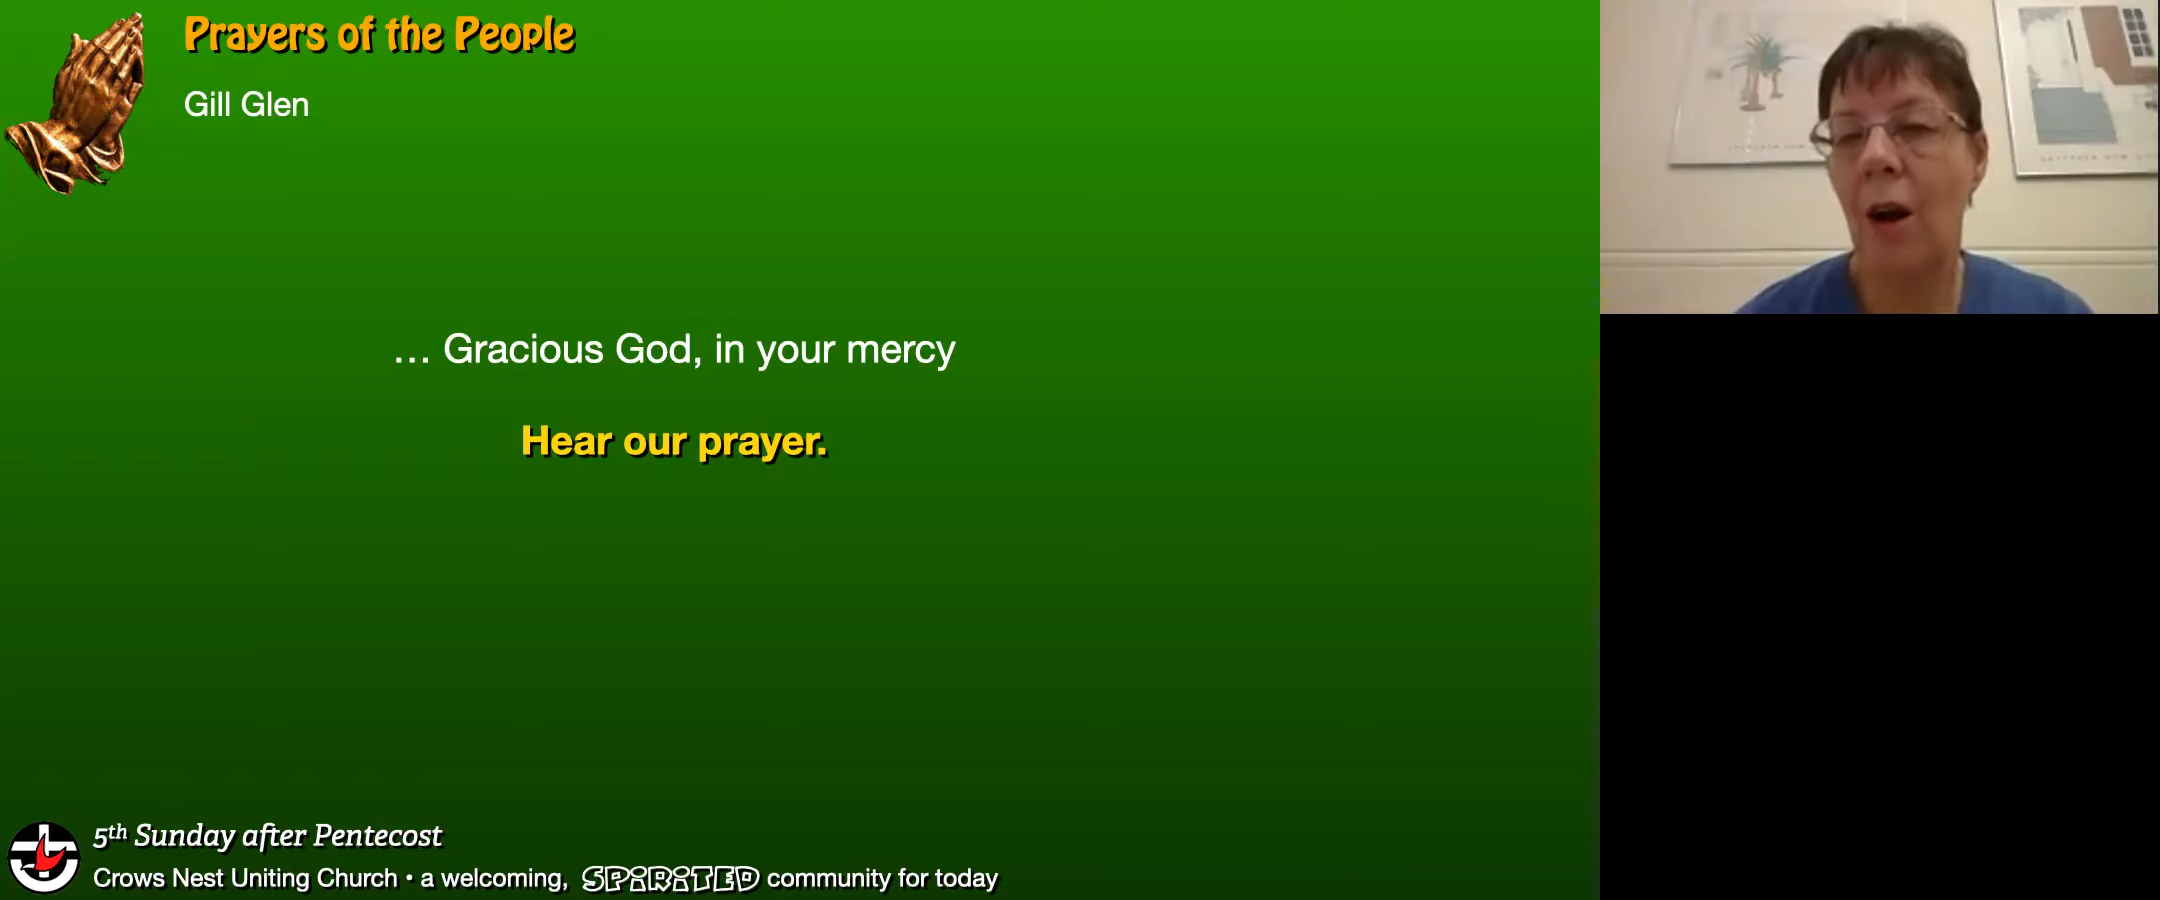 Prayers of the People
Gill Glen
… Gracious God, in your mercy
Hear our prayer.
5th Sunday after Pentecost
Crows Nest Uniting Church • a welcoming, SPiRiTED community for today